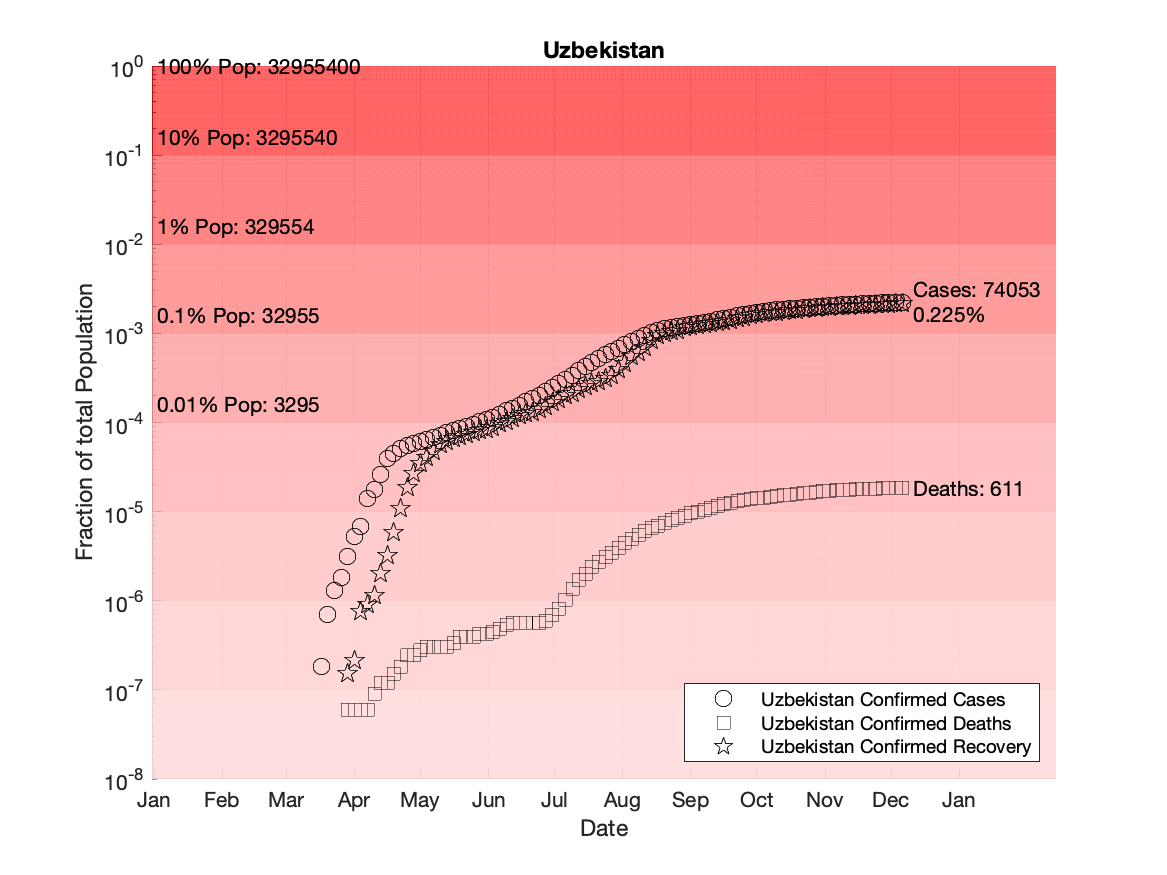 Uzbekistan
10^0
100% Pop: 32955400
10% Pop: 3295540
10^-1
1% Pop: 329554
10^-2
Cases: 74053
0.1% Pop: 32955
0.225%
10^-3
0.01% Pop: 3295
10^-4
Deaths: 611
10^-5
10^-6
10^-7
10^-8
Fraction of total Population
Uzbekistan Confirmed Cases
Uzbekistan Confirmed Deaths
Uzbekistan Confirmed Recovery
Jan Feb Mar Apr May Jun Jul Aug Sep Oct Nov Dec Jan
Date